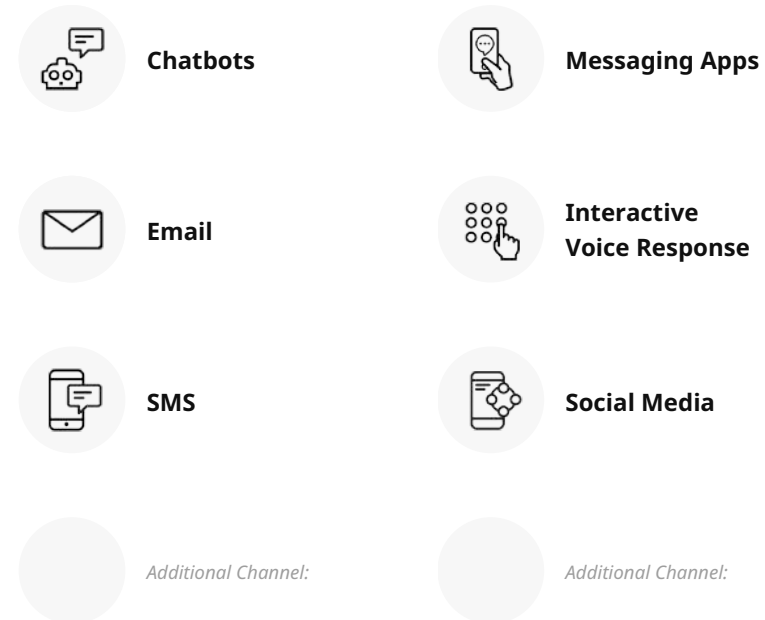 Chatbots
Messaging Apps
Email
Interactive
Voice Response
SMS
Social Media
Additional Channel:
Additional Channel: